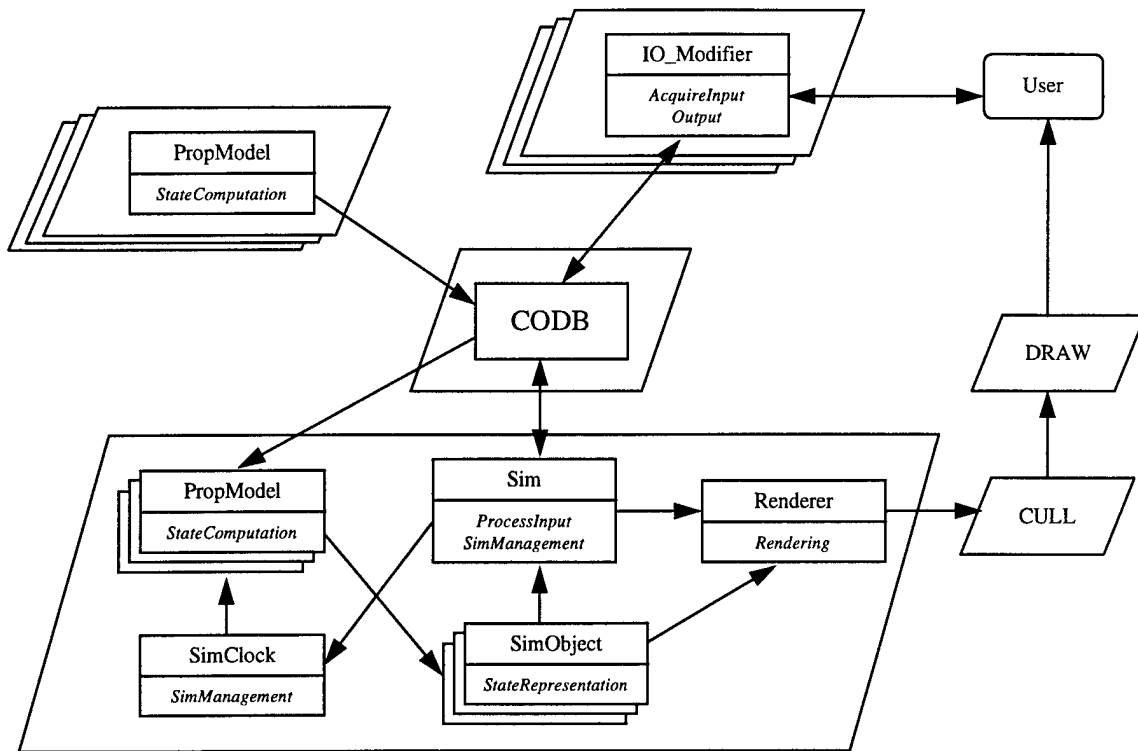 IO_Modifier
AcquireInput
Output
User
PropModel
StateComputation
CODB
DRAW
PropModel
StateComputation
Sim
ProcessInput
SimManagement
Renderer
Rendering
CULL
SimClock
SimManagement
SimObject
StateRepresentation